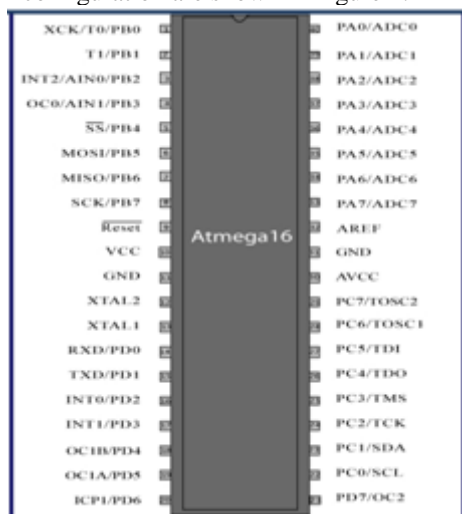 XCK/T0/PB0
T1/PB1
INT2/AIN0/PB2
OC0/AIN1/PB3
SS/PB4
MOSI/PB5
MISO/PB6
SCK/PB7
Reset
VCC
GND
XTAL2
XTAL1
RXD/PD0
TXD/PD1
INT0/PD2
INT1/PD3
OC1B/PD4
OC1A/PD5
ICP1/PD6
Atmega16
PA0/ADC0
PA1/ADC1
PA2/ADC2
PA3/ADC3
PA4/ADC4
PA5/ADC5
PA6/ADC6
PA7/ADC7
AREF
GND
AVCC
PC7/TOSC2
PC6/TOSC1
PC5/TDI
PC4/TDO
PC3/TMS
PC2/TCK
PC1/SDA
PC0/SCL
PD7/OC2